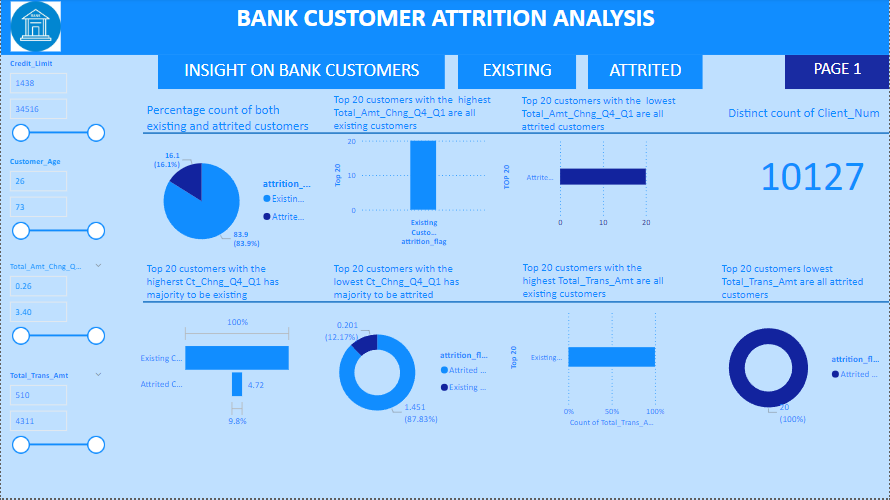 BANK
BANK CUSTOMER ATTRITION ANALYSIS
INSIGHT ON BANK CUSTOMERS
EXISTING
ATTRITED
PAGE 1
Credit_Limit
1438
34516
Customer_Age
26
73
Total_Amt_Chng_Q...
0.26
3.40
Total_Trans_Amt
510
4311
Percentage count of both
existing and attrited customers
16.1
(16.1%)
83.9
(83.9%)
attrition_...
Existin...
Attrite...
Top 20 customers with the highest
Total_Amt_Chng_Q4_Q1 are all
existing customers
Top 20
20
10
0
Existing
Custo...
attrition_flag
Top 20 customers with the lowest
Total_Amt_Chng_Q4_Q1 are all
attrited customers
TOP 20
Attrite...
0
10
20
Distinct count of Client_Num
10127
Top 20 customers with the
higherst Ct_Chng_Q4_Q1 has
majority to be existing
100%
Existing C...
Attrited C...
4.72
9.8%
Top 20 customers with the
lowest Ct_Chng_Q4_Q1 has
majority to be attrited
0.201
(12.17%)
1.451
(87.83%)
attrition_fl...
Attrited ...
Existing ...
Top 20 customers with the
highest Total_Trans_Amt are all
existing customers
Top 20
Existing...
0%
50%
100%
Count of Total_Trans_A...
Top 20 customers lowest
Total_Trans_Amt are all attrited
customers
20
(100%)
attrition_fl...
Attrited ...